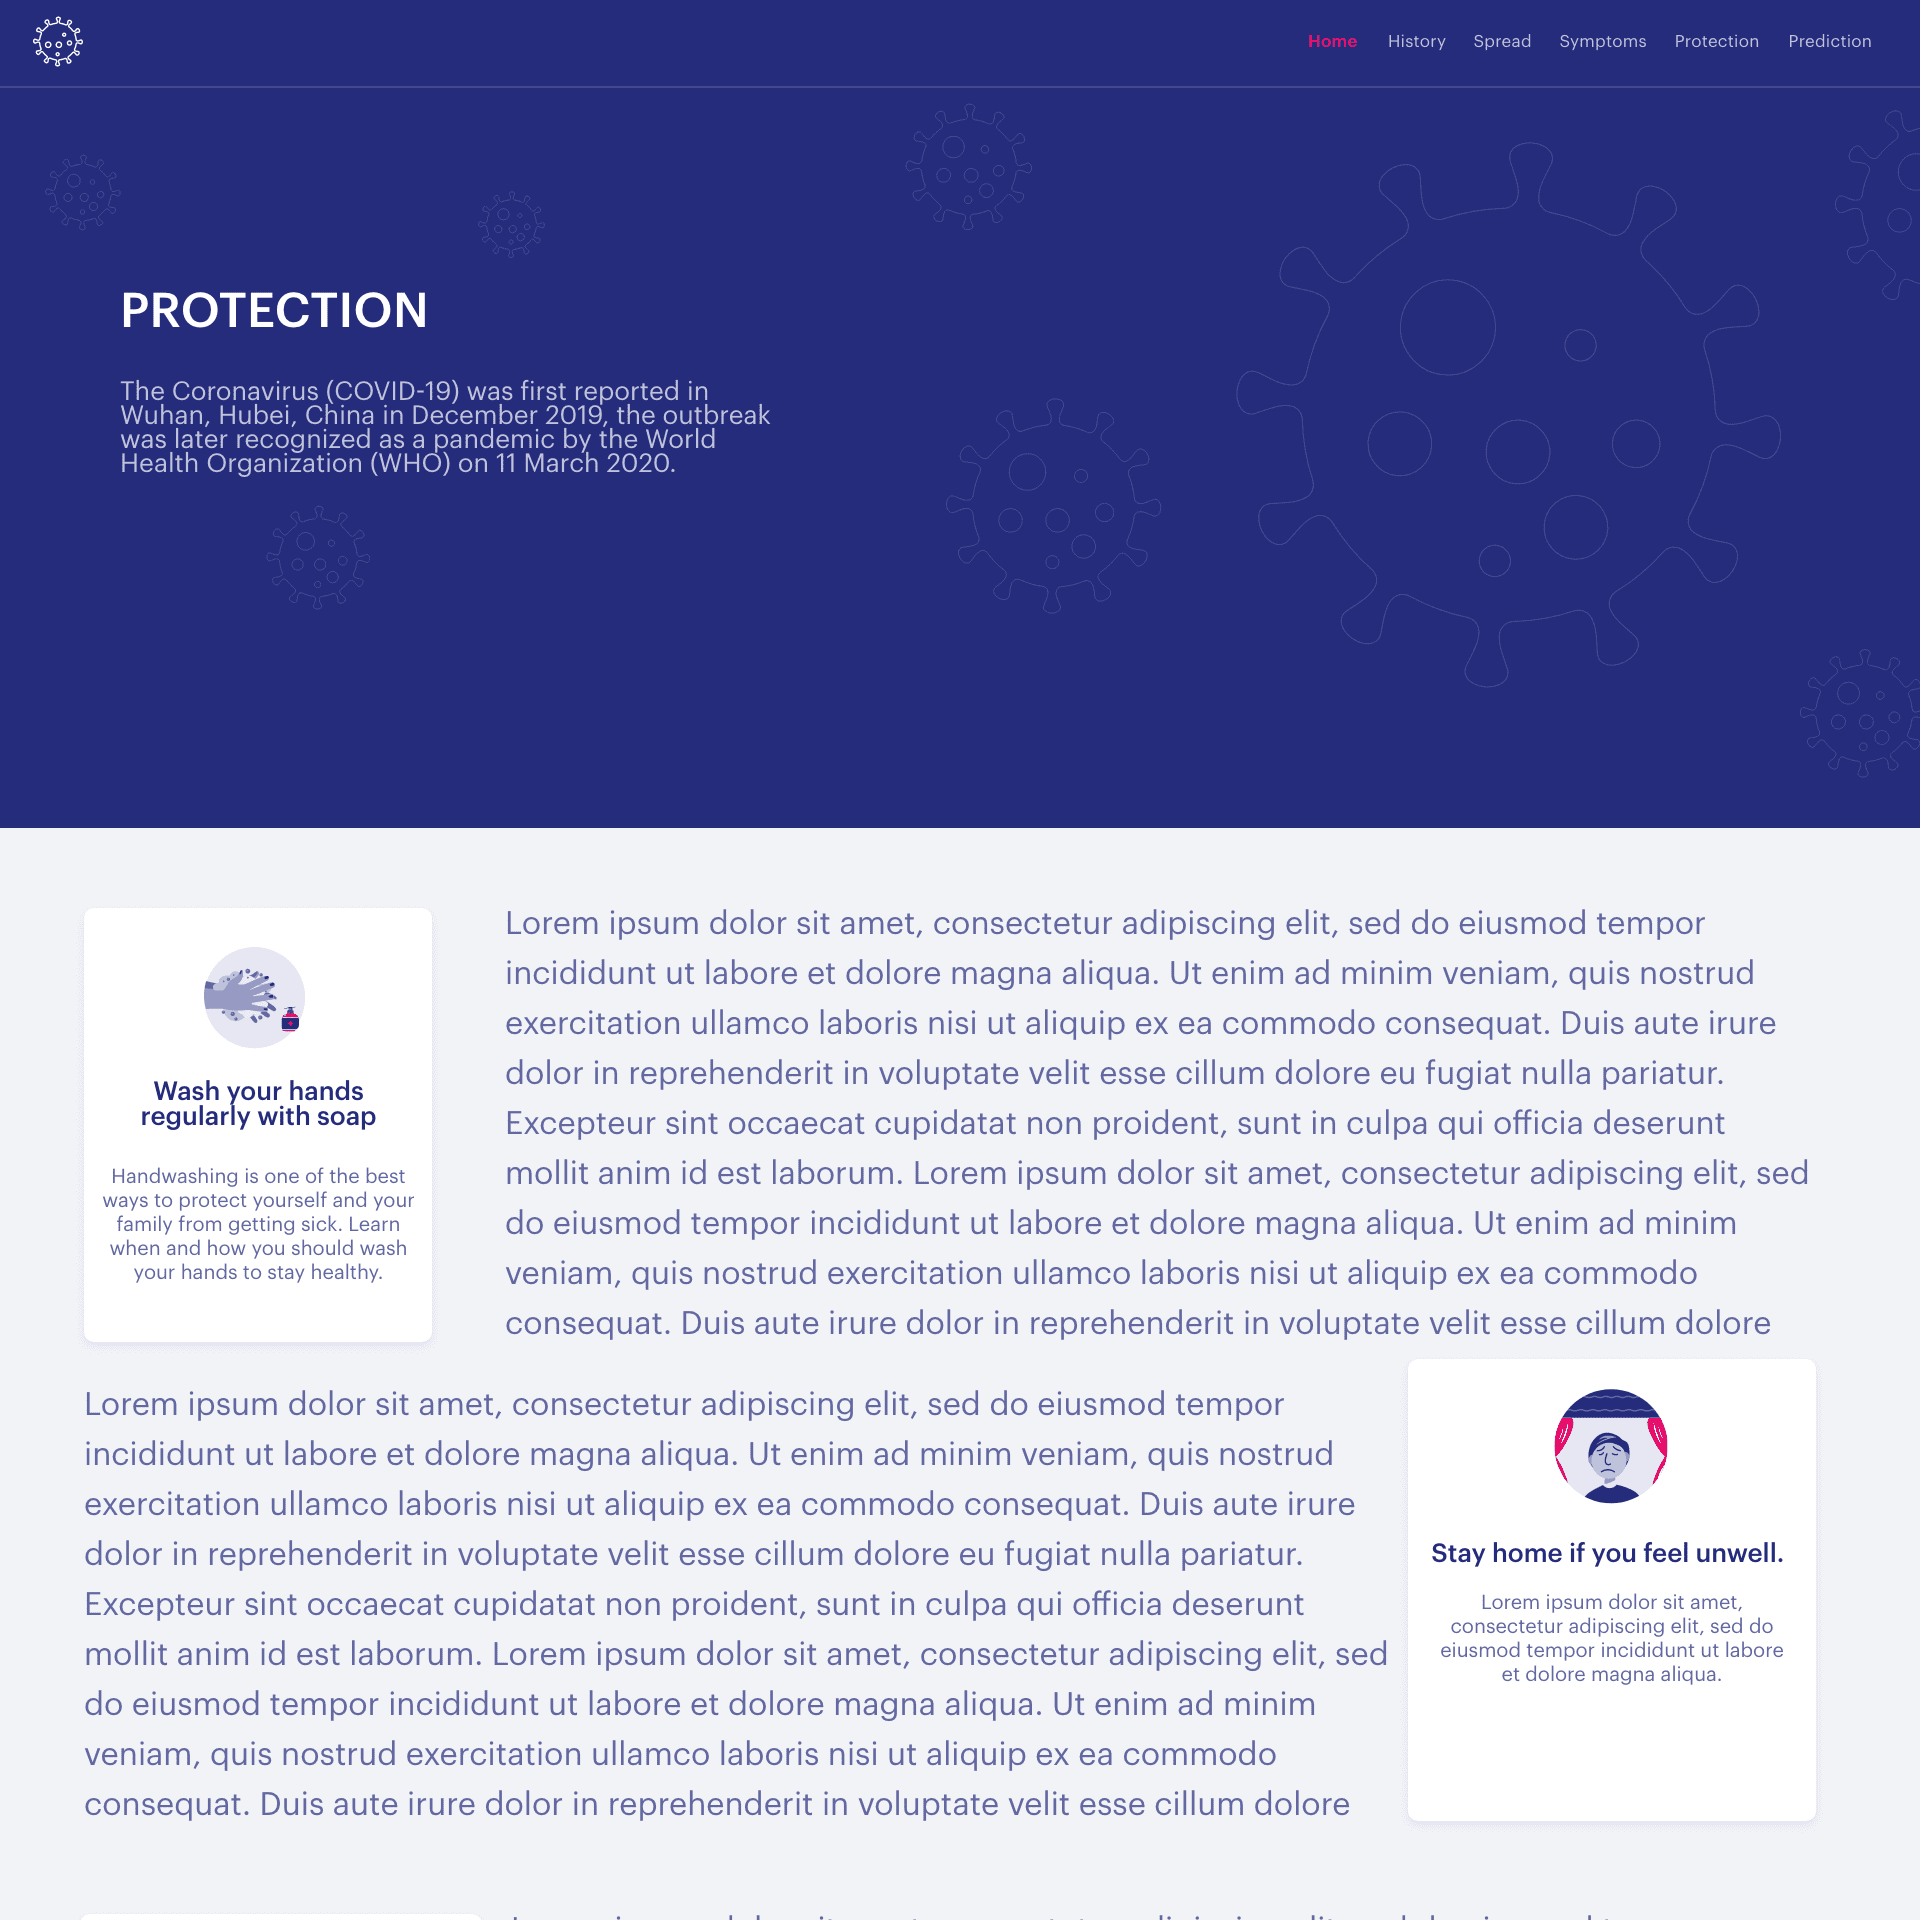 Home History Spread Symptoms Protection Prediction
PROTECTION
The Coronavirus (COVID-19) was first reported in
Wuhan, Hubei, China in December 2019, the outbreak
was later recognized as a pandemic by the World
Health Organization (WHO) on 11 March 2020.
Wash your hands
regularly with soap
Handwashing is one of the best
ways to protect yourself and your
family from getting sick. Learn
when and how you should wash
your hands to stay healthy.
Lorem ipsum dolor sit amet, consectetur adipiscing elit, sed do eiusmod tempor
incididunt ut labore et dolore magna aliqua. Ut enim ad minim veniam, quis nostrud
exercitation ullamco laboris nisi ut aliquip ex ea commodo consequat. Duis aute irure
dolor in reprehenderit in voluptate velit esse cillum dolore eu fugiat nulla pariatur.
Excepteur sint occaecat cupidatat non proident, sunt in culpa qui officia deserunt
mollit anim id est laborum. Lorem ipsum dolor sit amet, consectetur adipiscing elit, sed
do eiusmod tempor incididunt ut labore et dolore magna aliqua. Ut enim ad minim
veniam, quis nostrud exercitation ullamco laboris nisi ut aliquip ex ea commodo
consequat. Duis aute irure dolor in reprehenderit in voluptate velit esse cillum dolore
Lorem ipsum dolor sit amet, consectetur adipiscing elit, sed do eiusmod tempor
incididunt ut labore et dolore magna aliqua. Ut enim ad minim veniam, quis nostrud
exercitation ullamco laboris nisi ut aliquip ex ea commodo consequat. Duis aute irure
dolor in reprehenderit in voluptate velit esse cillum dolore eu fugiat nulla pariatur.
Excepteur sint occaecat cupidatat non proident, sunt in culpa qui officia deserunt
mollit anim id est laborum. Lorem ipsum dolor sit amet, consectetur adipiscing elit, sed
do eiusmod tempor incididunt ut labore et dolore magna aliqua. Ut enim ad minim
veniam, quis nostrud exercitation ullamco laboris nisi ut aliquip ex ea commodo
consequat. Duis aute irure dolor in reprehenderit in voluptate velit esse cillum dolore
Stay home if you feel unwell.
Lorem ipsum dolor sit amet,
consectetur adipiscing elit, sed do
eiusmod tempor incididunt ut labore
et dolore magna aliqua.